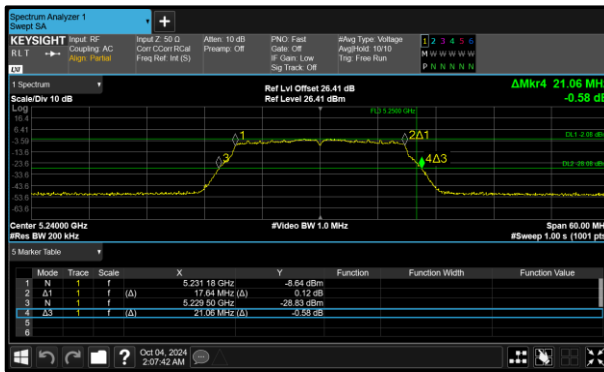 Spectrum Analyzer 1
Swept SA
KEYSIGHT Input: RF Input Z: 50 Ω Atten: 10 dB PNO: Fast #Avg Type: Voltage 1 2 3 4 5 6
RLT Coupling: AC Corr CCorr RCal Preamp: Off Gate: Off Avg|Hold: 10/10 M W W W W W
Align: Partial Freq Ref: Int (S) IF Gain: Low Trig: Free Run
Sig Track: Off P N N N N N
LXI
1 Spectrum
Scale/Div 10 dB
Ref Lvl Offset 26.41 dB
Ref Level 26.41 dBm
ΔMkr4 21.06 MHz
-0.58 dB
Log
16.4
6.41
-3.59
-13.6
-23.6
-33.6
-43.6
-53.6
-63.6
1
2Δ1
3
4Δ3
DL1 -2.08 dBm
Center 5.24000 GHz #Video BW 1.0 MHz Span 60.00 MHz
#Res BW 200 kHz #Sweep 1.00 s (1001 pts
5 Marker Table
Mode Trace Scale X Y Function Function Width Function Value
1 N 1 f 5.231 18 GHz -8.64 dBm
2 Δ1 1 f (Δ) 17.64 MHz (Δ) 0.12 dB
3 N 1 f 5.229 50 GHz -28.83 dBm
4 Δ3 1 f (Δ) 21.06 MHz (Δ) -0.58 dB
5
6
? Oct 04, 2024
2:07:42 AM